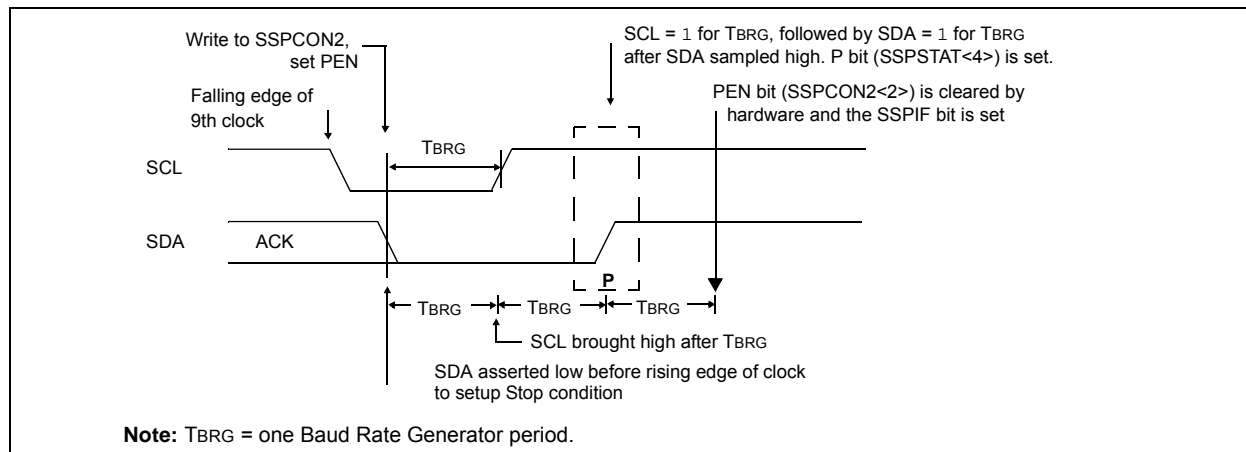 Write to SSPCON2,
set PEN
SCL = 1 for TBRG, followed by SDA = 1 for TBRG
after SDA sampled high. P bit (SSPSTAT<4>) is set.
PEN bit (SSPCON2<2>) is cleared by
hardware and the SSPIF bit is set
Falling edge of
9th clock
TBRG
SCL
SDA
ACK
P
TBRG
TBRG
TBRG
SCL brought high after TBRG
SDA asserted low before rising edge of clock
to setup Stop condition
Note: TBRG = one Baud Rate Generator period.